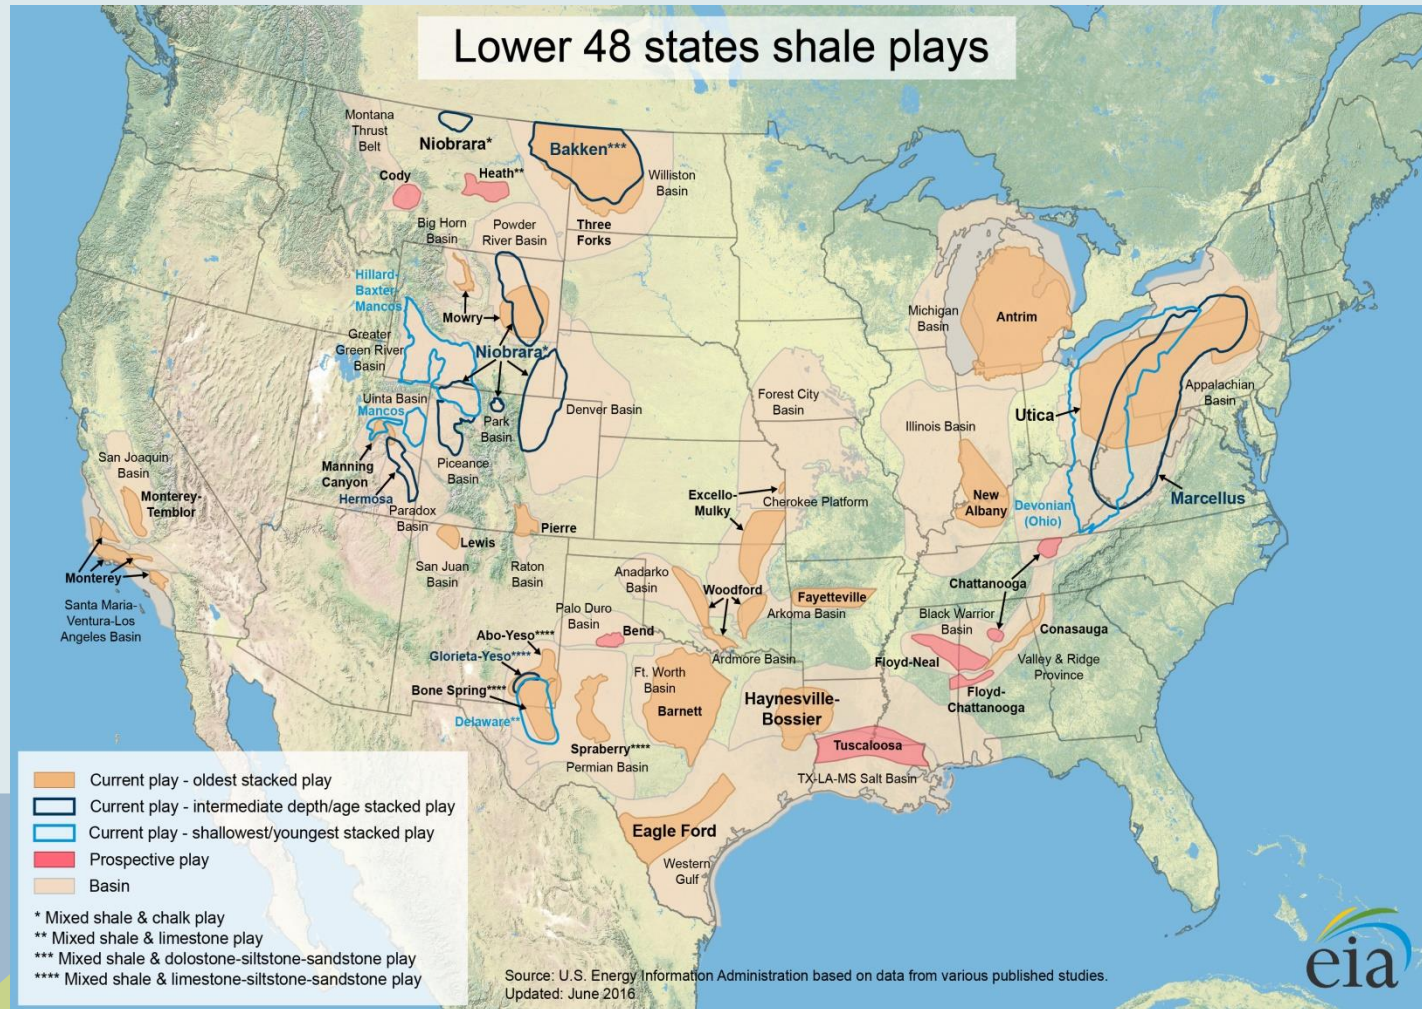 Lower 48 states shale plays
Montana
Thrust
Belt
Niobrara*
Bakken***
Cody
Heath**
Williston
Basin
Big Horn
Basin
Powder
River Basin
Three
Forks
Hillard-
Baxter-
Mancos
Mowry
Greater
Green River
Basin
Niobrara*
Michigan
Basin
Antrim
Uinta Basin
Mancos
Park
Basin
Denver Basin
Forest City
Basin
Appalachian
Basin
Utica
Illinois Basin
San Joaquin
Basin
Manning
Canyon
Piceance
Basin
Hermosa
Paradox
Basin
Monterey-
Temblor
Excello-
Mulky
Cherokee Platform
New
Albany
Devonian
(Ohio)
Marcellus
Pierre
Lewis
San Juan
Basin
Raton
Basin
Monterey
Santa Maria-
Ventura-Los
Angeles Basin
Anadarko
Basin
Woodford
Fayetteville
Arkoma Basin
Chattanooga
Black Warrior
Basin
Conasauga
Palo Duro
Basin
Bend
Abo-Yeso****
Glorieta-Yeso****
Ardmore Basin
Floyd-Neal
Valley & Ridge
Province
Bone Spring****
Ft. Worth
Basin
Floyd-
Chattanooga
Delaware**
Barnett
Haynesville-
Bossier
Spraberry****
Permian Basin
Tuscaloosa
TX-LA-MS Salt Basin
Eagle Ford
Western
Gulf
Current play - oldest stacked play
Current play - intermediate depth/age stacked play
Current play - shallowest/youngest stacked play
Prospective play
Basin
* Mixed shale & chalk play
** Mixed shale & limestone play
*** Mixed shale & dolostone-siltstone-sandstone play
**** Mixed shale & limestone-siltstone-sandstone play
Source: U.S. Energy Information Administration based on data from various published studies.
Updated: June 2016
eia